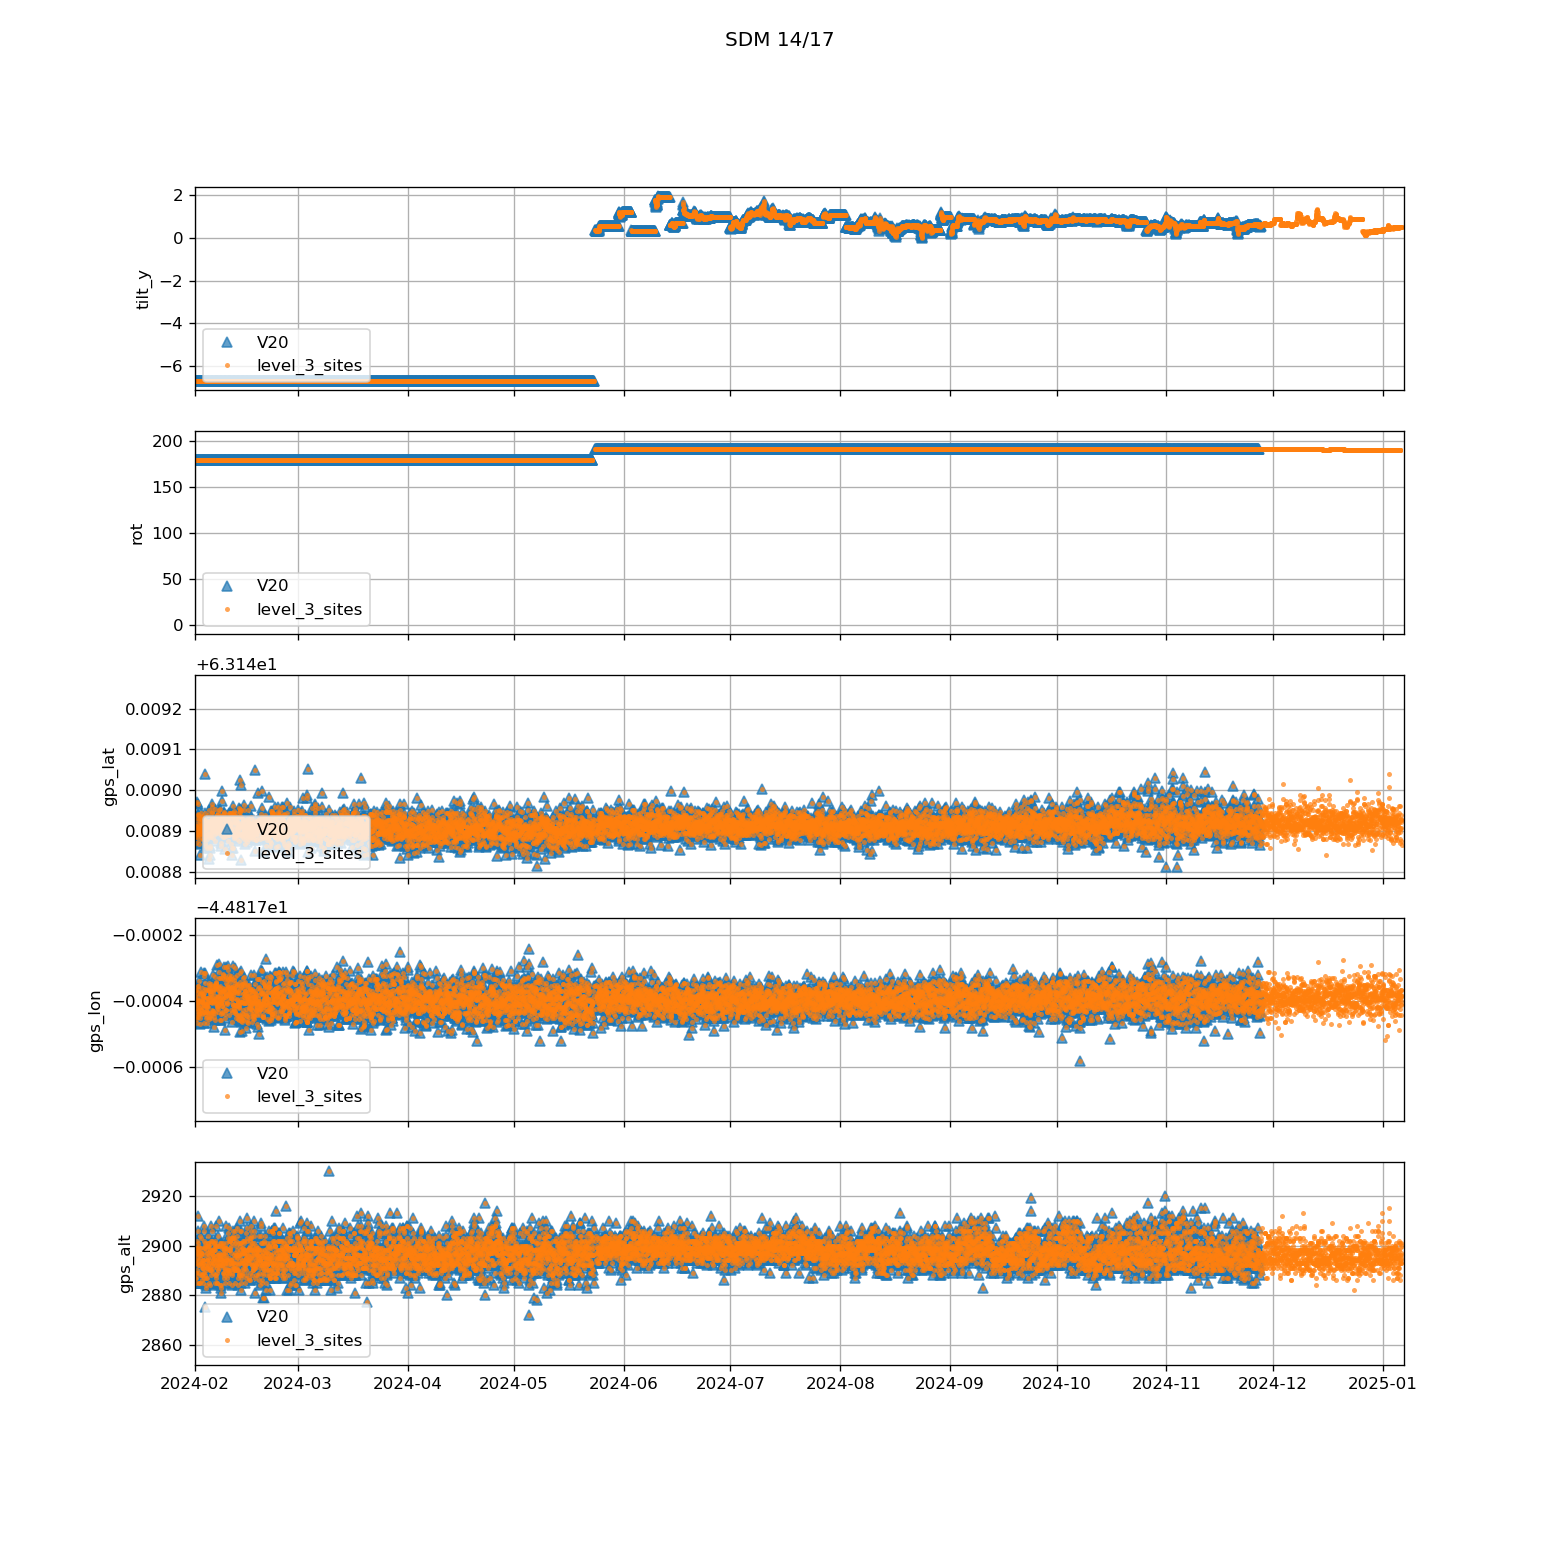 SDM 14/17
2
0
−2
−4
−6
tilt_y
V20
level_3_sites
200
150
100
50
0
rot
V20
level_3_sites
+6.314e1
0.0092
0.0091
0.0090
0.0089
0.0088
gps_lat
V20
level_3_sites
−4.4817e1
−0.0002
−0.0004
−0.0006
gps_lon
V20
level_3_sites
2920
2900
2880
2860
gps_alt
V20
level_3_sites
2024-02 2024-03 2024-04 2024-05 2024-06 2024-07 2024-08 2024-09 2024-10 2024-11 2024-12 2025-01